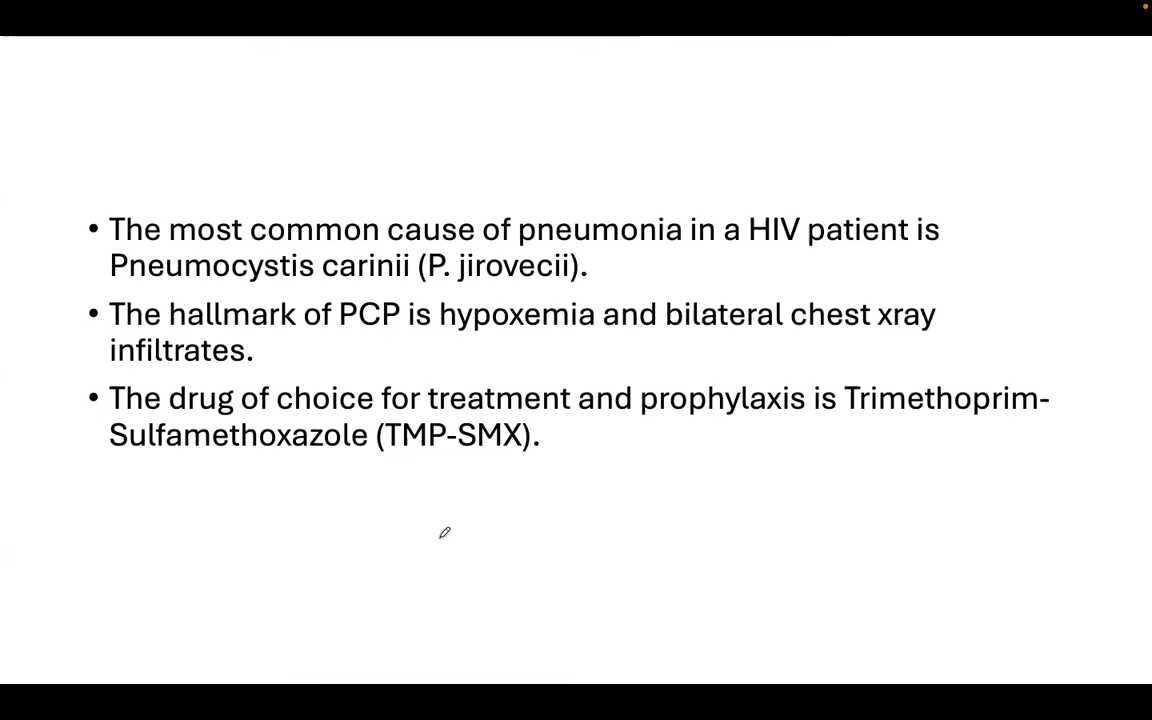 • The most common cause of pneumonia in a HIV patient is
Pneumocystis carinii (P. jirovecii).
• The hallmark of PCP is hypoxemia and bilateral chest xray
infiltrates.
• The drug of choice for treatment and prophylaxis is Trimethoprim-
Sulfamethoxazole (TMP-SMX).